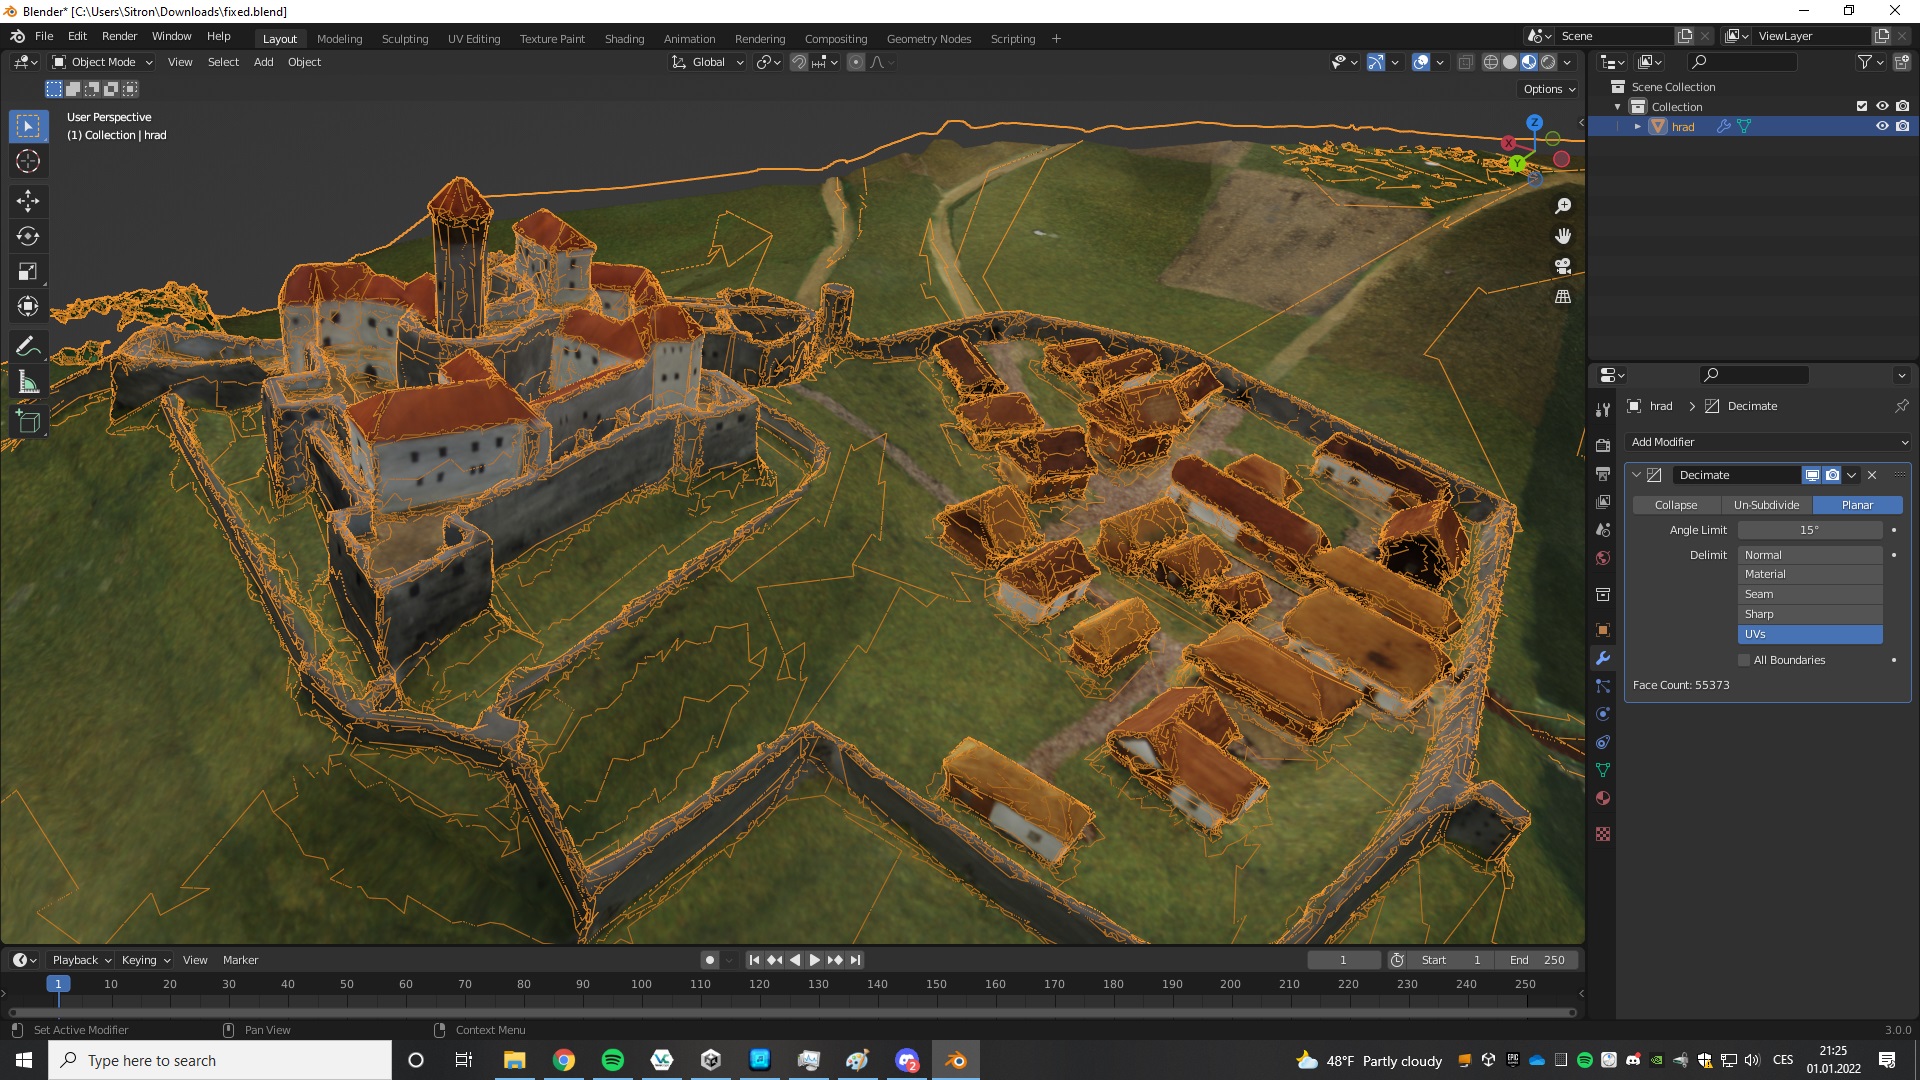 Blender* [C:\Users\Sitron\Downloads\fixed.blend]
File Edit Render Window Help Layout Modeling Sculpting UV Editing Texture Paint Shading Animation Rendering Compositing Geometry Nodes Scripting + Scene ViewLayer
Object Mode View Select Add Object Global
Options
User Perspective
(1) Collection | hrad
Z
X
Y
Scene Collection
Collection
hrad
hrad > Decimate
Add Modifier
Decimate
Collapse Un-Subdivide Planar
Angle Limit 15°
Delimit Normal
Material
Seam
Sharp
UVs
All Boundaries
Face Count: 55373
Playback Keying View Marker 1 Start 1 End 250
1 10 20 30 40 50 60 70 80 90 100 110 120 130 140 150 160 170 180 190 200 210 220 230 240 250
Set Active Modifier Pan View Context Menu 3.0.0
Type here to search 2 48°F Partly cloudy CES 21:25
01.01.2022